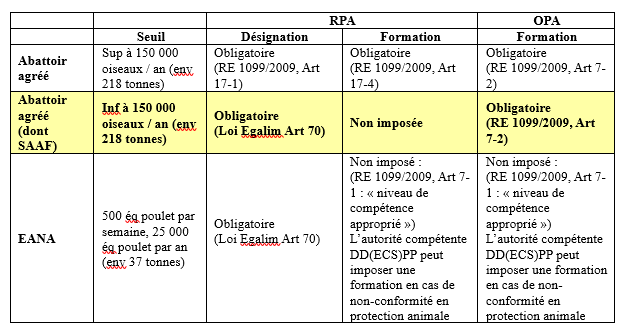 RPA OPA
Seuil Désignation Formation Formation
Abattoir
agréé
Sup à 150 000
oiseaux / an (env
218 tonnes)
Obligatoire
(RE 1099/2009, Art
17-1)
Obligatoire
(RE 1099/2009, Art
17-4)
Obligatoire
(RE 1099/2009, Art 7-
2)
Abattoir
agréé
(dont
SAAF)
Inf à 150 000
oiseaux / an (env
218 tonnes)
Obligatoire
(Loi Egalim Art 70)
Non imposée
Obligatoire
(RE 1099/2009, Art
7-2)
EANA
500 éq poulet par
semaine, 25 000
éq poulet par an
(env 37 tonnes)
Obligatoire
(Loi Egalim Art 70)
Non imposé :
(RE 1099/2009, Art 7-
1 : « niveau de
compétence
approprié »)
L’autorité compétente
DD(ECS)PP peut
imposer une
formation en cas de
non-conformité en
protection animale
Non imposé :
(RE 1099/2009, Art 7-
1 : « niveau de
compétence
approprié »)
L’autorité compétente
DD(ECS)PP peut
imposer une formation
en cas de non-
conformité en
protection animale